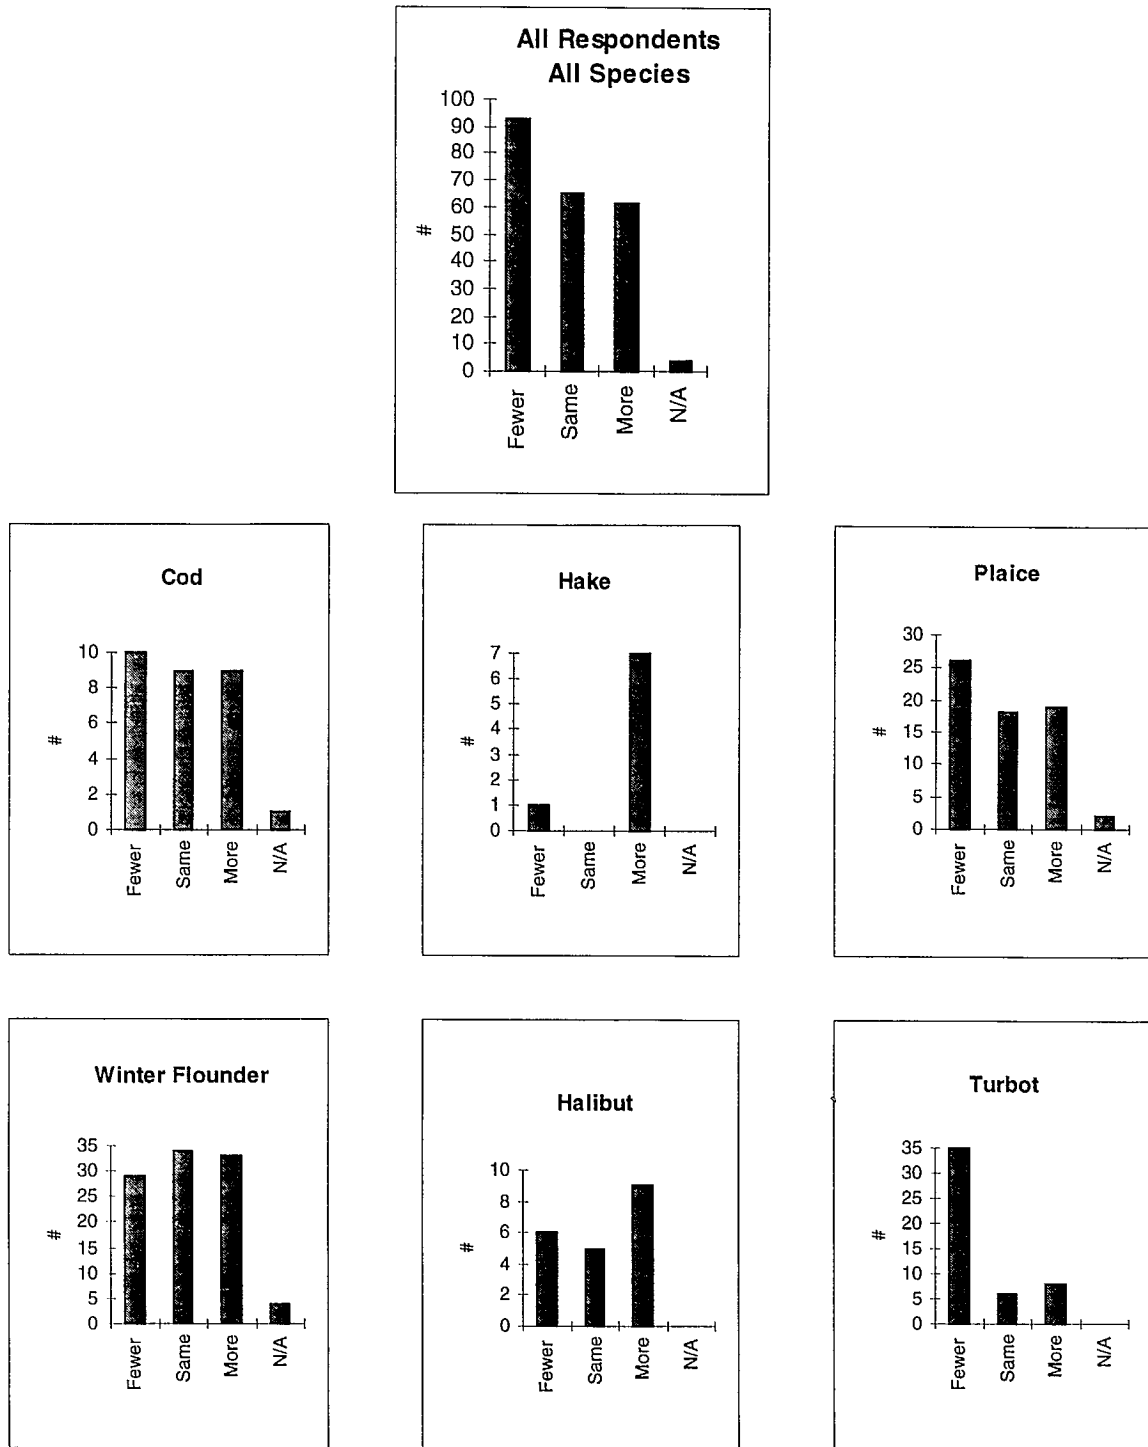 All Respondents
All Species
100
90
80
70
60
50
40
30
20
10
0
#
Fewer
Same
More
N/A
Cod
10
8
6
4
2
0
#
Fewer
Same
More
N/A
Hake
7
6
5
4
3
2
1
0
#
Fewer
Same
More
N/A
Plaice
30
25
20
15
10
5
0
#
Fewer
Same
More
N/A
Winter Flounder
35
30
25
20
15
10
5
0
#
Fewer
Same
More
N/A
Halibut
10
8
6
4
2
0
#
Fewer
Same
More
N/A
Turbot
35
30
25
20
15
10
5
0
#
Fewer
Same
More
N/A